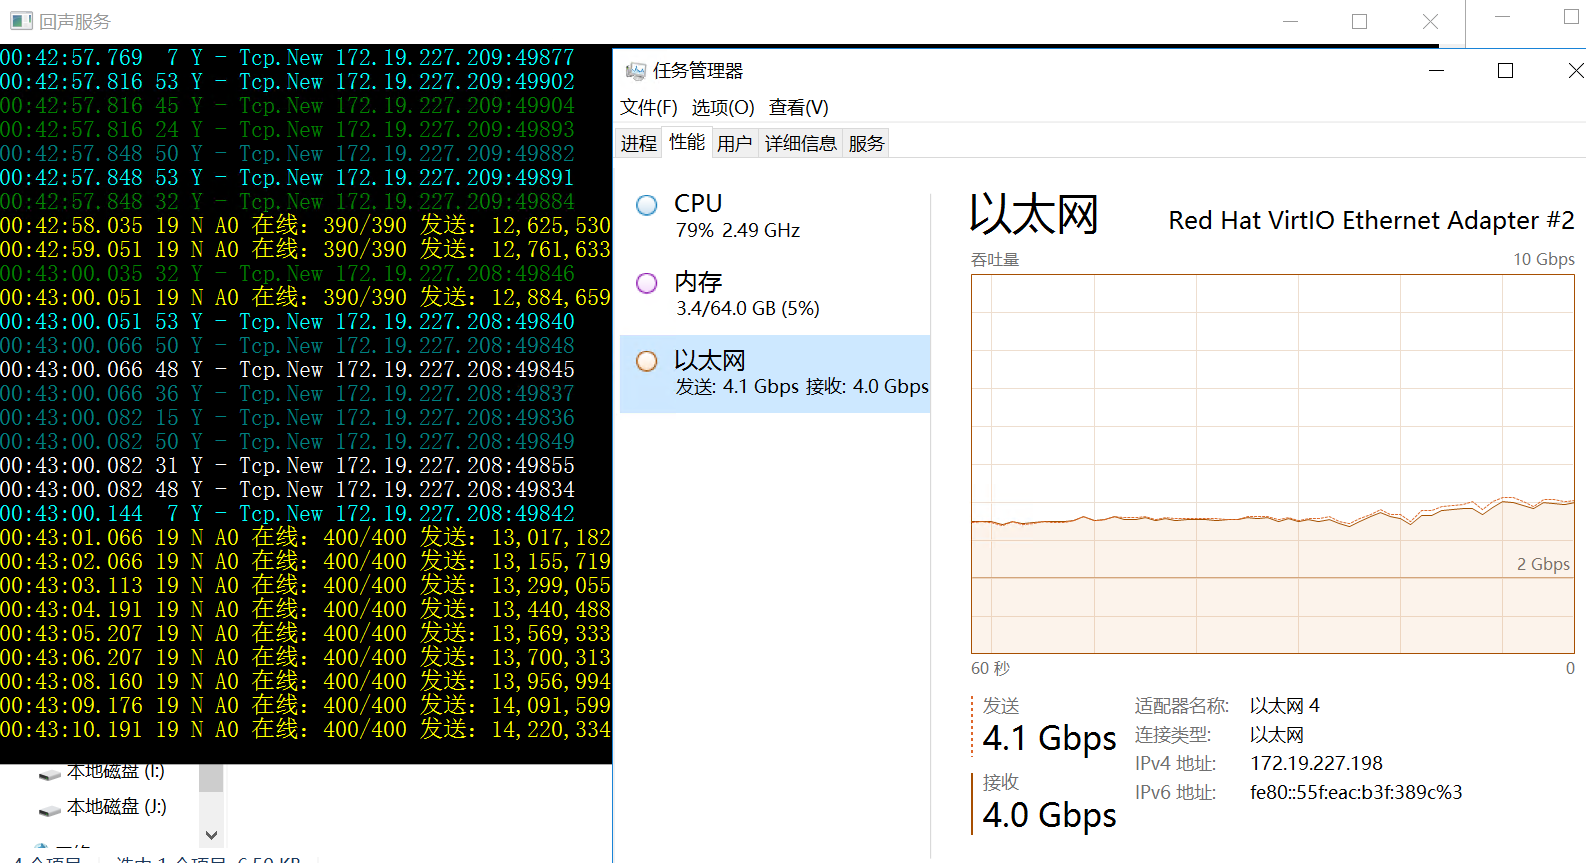 回声服务
00:42:57.769  7 Y - Tcp.New 172.19.227.209:49877
00:42:57.816 53 Y - Tcp.New 172.19.227.209:49902
00:42:57.816 45 Y - Tcp.New 172.19.227.209:49904
00:42:57.816 24 Y - Tcp.New 172.19.227.209:49893
00:42:57.848 50 Y - Tcp.New 172.19.227.209:49882
00:42:57.848 53 Y - Tcp.New 172.19.227.209:49891
00:42:57.848 32 Y - Tcp.New 172.19.227.209:49884
00:42:58.035 19 N A0 在线：390/390 发送：12,625,530
00:42:59.051 19 N A0 在线：390/390 发送：12,761,633
00:43:00.035 32 Y - Tcp.New 172.19.227.208:49846
00:43:00.051 19 N A0 在线：390/390 发送：12,884,659
00:43:00.051 53 Y - Tcp.New 172.19.227.208:49840
00:43:00.066 50 Y - Tcp.New 172.19.227.208:49848
00:43:00.066 48 Y - Tcp.New 172.19.227.208:49845
00:43:00.066 36 Y - Tcp.New 172.19.227.208:49837
00:43:00.082 15 Y - Tcp.New 172.19.227.208:49836
00:43:00.082 50 Y - Tcp.New 172.19.227.208:49849
00:43:00.082 31 Y - Tcp.New 172.19.227.208:49855
00:43:00.082 48 Y - Tcp.New 172.19.227.208:49834
00:43:00.144  7 Y - Tcp.New 172.19.227.208:49842
00:43:01.066 19 N A0 在线：400/400 发送：13,017,182
00:43:02.066 19 N A0 在线：400/400 发送：13,155,719
00:43:03.113 19 N A0 在线：400/400 发送：13,299,055
00:43:04.191 19 N A0 在线：400/400 发送：13,440,488
00:43:05.207 19 N A0 在线：400/400 发送：13,569,333
00:43:06.207 19 N A0 在线：400/400 发送：13,700,313
00:43:08.160 19 N A0 在线：400/400 发送：13,956,994
00:43:09.176 19 N A0 在线：400/400 发送：14,091,599
00:43:10.191 19 N A0 在线：400/400 发送：14,220,334
本地磁盘 (I:)
本地磁盘 (J:)
任务管理器
文件(F) 选项(O) 查看(V)
进程 性能 用户 详细信息 服务
CPU
79% 2.49 GHz
内存
3.4/64.0 GB (5%)
以太网
发送: 4.1 Gbps 接收: 4.0 Gbps
以太网 Red Hat VirtIO Ethernet Adapter #2
吞吐量 10 Gbps
2 Gbps
60 秒 0
发送
4.1 Gbps
接收
4.0 Gbps
适配器名称: 以太网 4
连接类型: 以太网
IPv4 地址: 172.19.227.198
IPv6 地址: fe80::55f:eac:b3f:389c%3